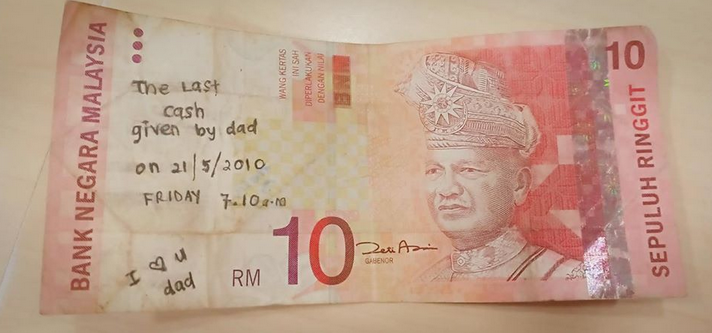 BANK NEGARA MALAYSIA
The Last
cash
given by dad
on 21/5/2010
FRIDAY 7.10 a.m
I ♡ u
dad
WANG KERTAS
INI SAH
DIPERLAKUKAN
DENGAN NILAI
RM 10
GABENOR
10
SEPULUH RINGGIT